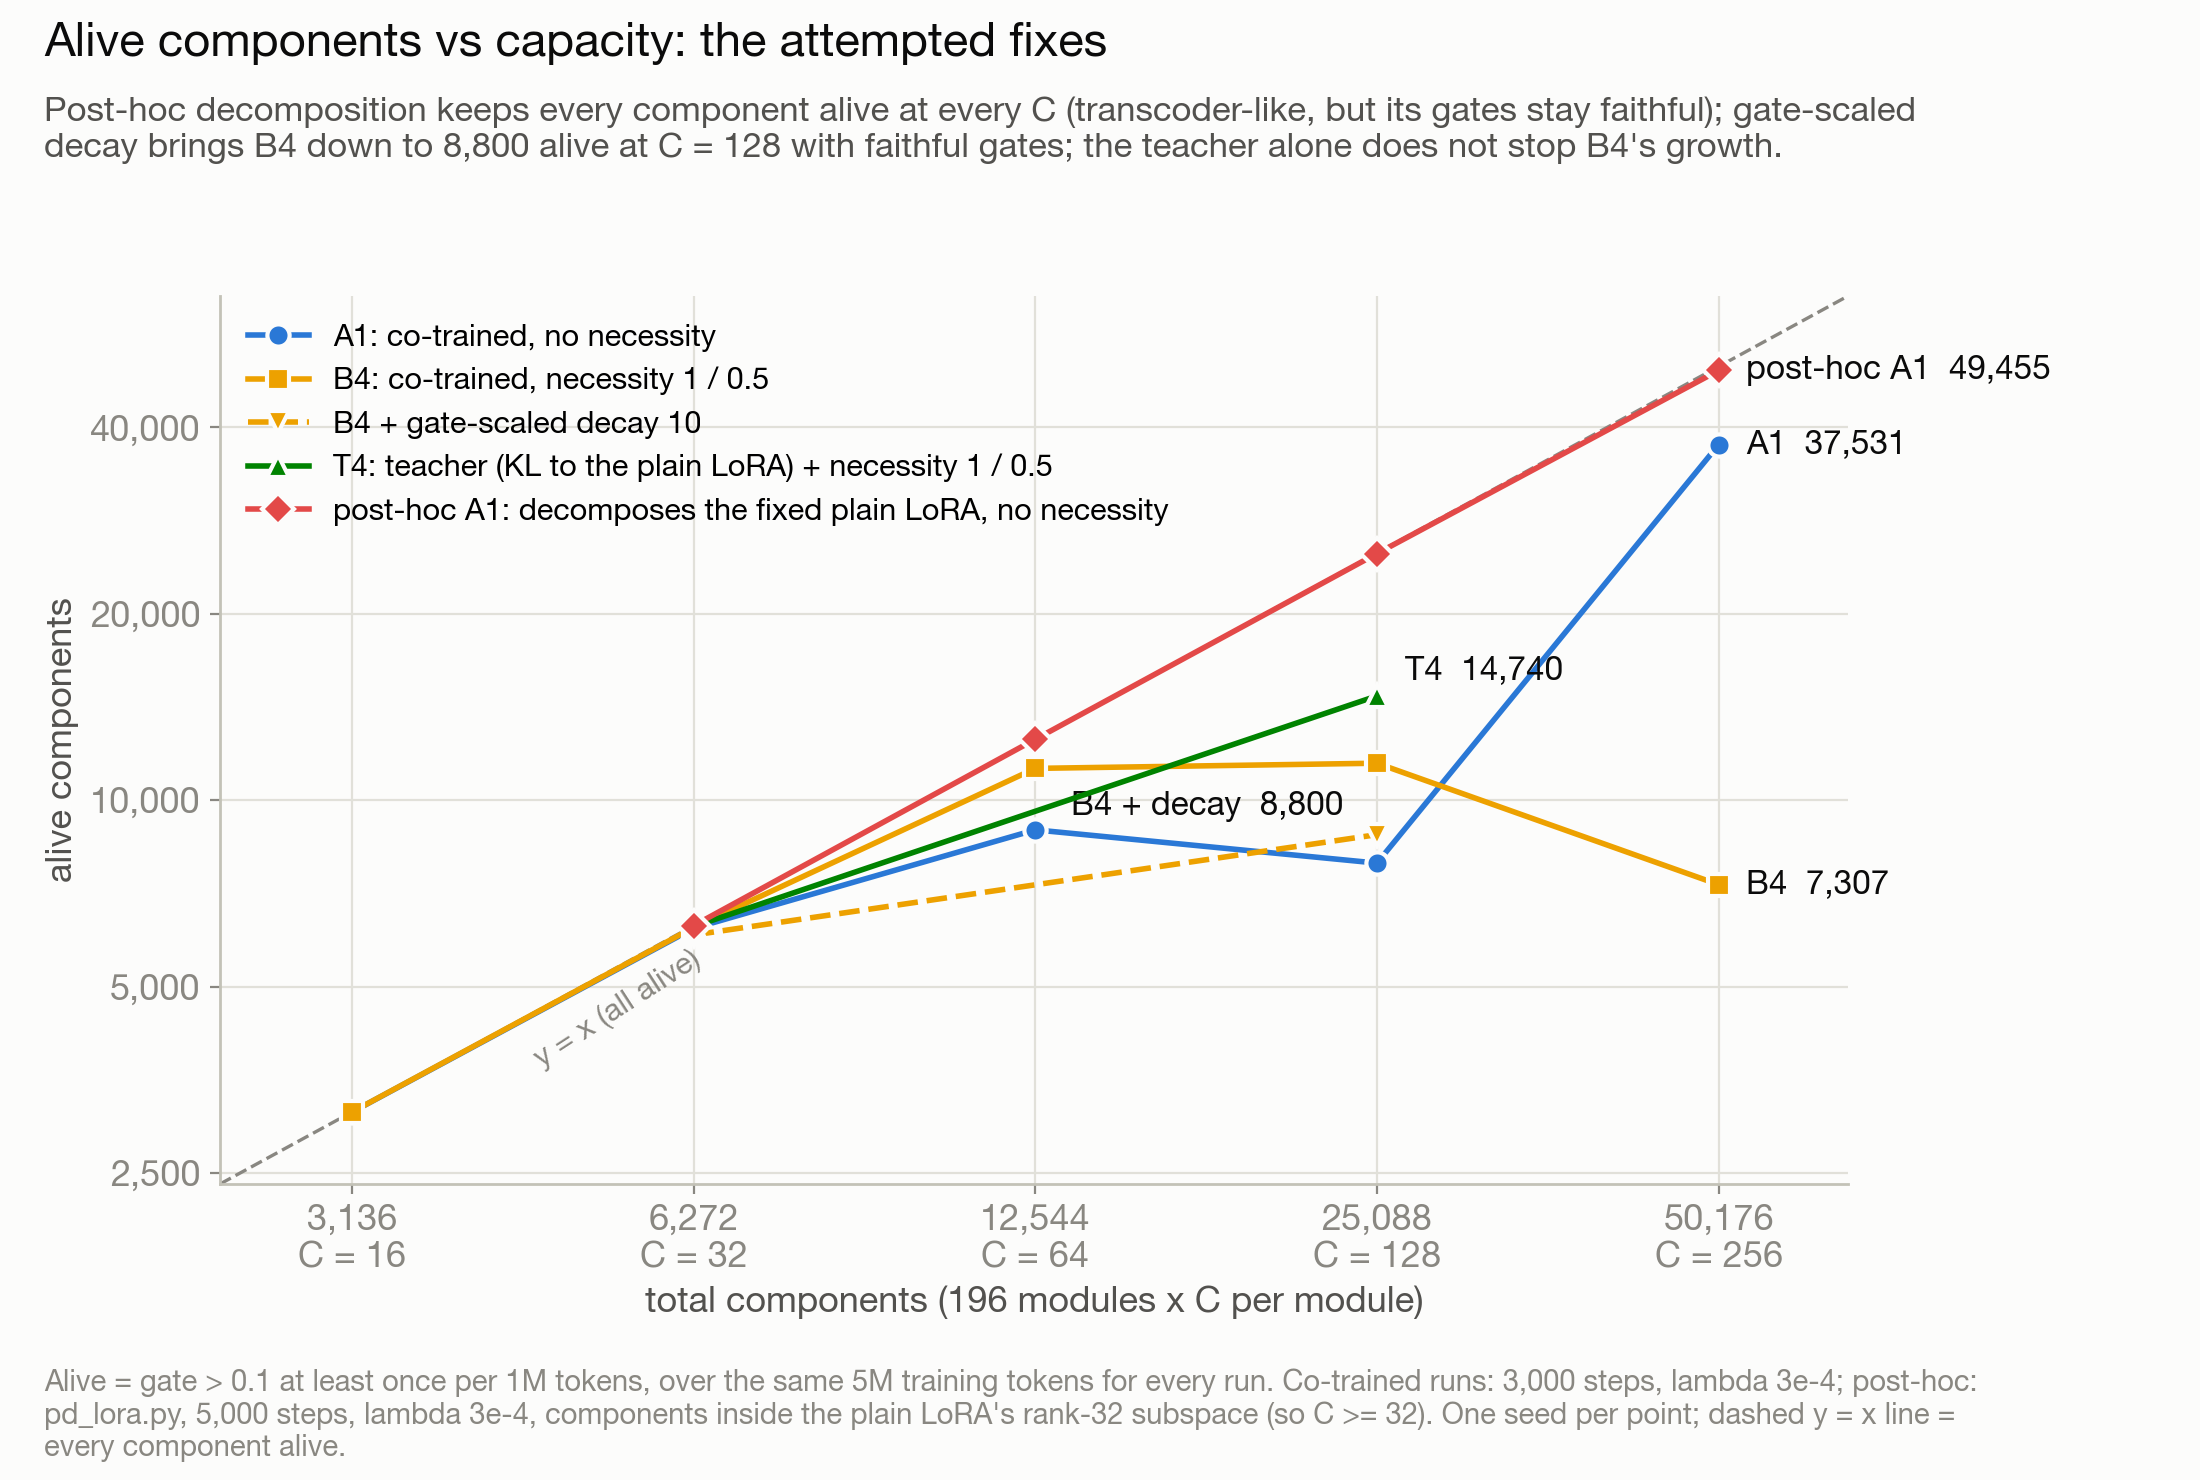 Alive components vs capacity: the attempted fixes
Post-hoc decomposition keeps every component alive at every C (transcoder-like, but its gates stay faithful); gate-scaled
decay brings B4 down to 8,800 alive at C = 128 with faithful gates; the teacher alone does not stop B4's growth.
A1: co-trained, no necessity
B4: co-trained, necessity 1 / 0.5
B4 + gate-scaled decay 10
T4: teacher (KL to the plain LoRA) + necessity 1 / 0.5
post-hoc A1: decomposes the fixed plain LoRA, no necessity
post-hoc A1 49,455
A1 37,531
T4 14,740
B4 + decay 8,800
B4 7,307
y = x (all alive)
alive components
40,000
20,000
10,000
5,000
2,500
3,136 6,272 12,544 25,088 50,176
C = 16 C = 32 C = 64 C = 128 C = 256
total components (196 modules x C per module)
Alive = gate > 0.1 at least once per 1M tokens, over the same 5M training tokens for every run. Co-trained runs: 3,000 steps, lambda 3e-4; post-hoc:
pd_lora.py, 5,000 steps, lambda 3e-4, components inside the plain LoRA's rank-32 subspace (so C >= 32). One seed per point; dashed y = x line =
every component alive.